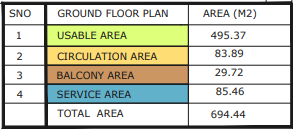 SNO GROUND FLOOR PLAN AREA (M2)
1 USABLE AREA 495.37
2 CIRCULATION AREA 83.89
3 BALCONY AREA 29.72
4 SERVICE AREA 85.46
TOTAL AREA 694.44